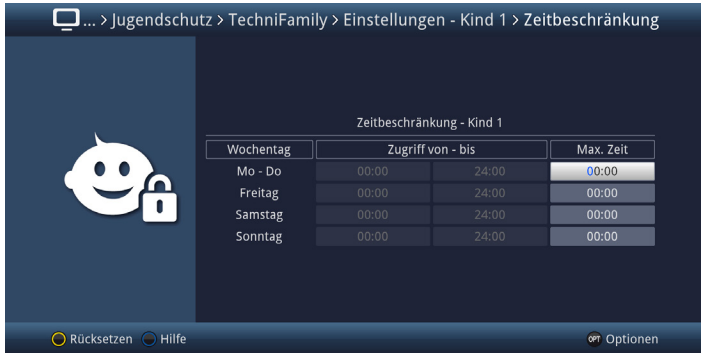 ... > Jugendschutz > TechniFamily > Einstellungen - Kind 1 > Zeitbeschränkung
Zeitbeschränkung - Kind 1
Wochentag Zugriff von - bis Max. Zeit
Mo - Do 00:00 24:00 00:00
Freitag 00:00 24:00 00:00
Samstag 00:00 24:00 00:00
Sonntag 00:00 24:00 00:00
Rücksetzen Hilfe OPT Optionen